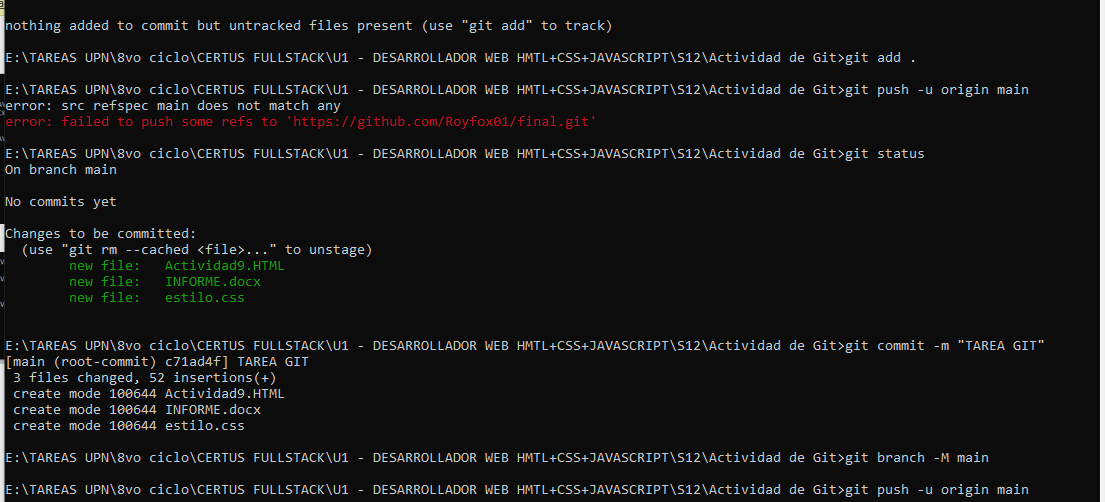 nothing added to commit but untracked files present (use "git add" to track)
E:\TAREAS UPN\8vo ciclo\CERTUS FULLSTACK\U1 - DESARROLLADOR WEB HMTL+CSS+JAVASCRIPT\S12\Actividad de Git>git add .
E:\TAREAS UPN\8vo ciclo\CERTUS FULLSTACK\U1 - DESARROLLADOR WEB HMTL+CSS+JAVASCRIPT\S12\Actividad de Git>git push -u origin main
error: src refspec main does not match any
error: failed to push some refs to 'https://github.com/Royfox01/final.git'
E:\TAREAS UPN\8vo ciclo\CERTUS FULLSTACK\U1 - DESARROLLADOR WEB HMTL+CSS+JAVASCRIPT\S12\Actividad de Git>git status
On branch main
No commits yet
Changes to be committed:
  (use "git rm --cached <file>..." to unstage)
        new file:   Actividad9.HTML
        new file:   INFORME.docx
        new file:   estilo.css
E:\TAREAS UPN\8vo ciclo\CERTUS FULLSTACK\U1 - DESARROLLADOR WEB HMTL+CSS+JAVASCRIPT\S12\Actividad de Git>git commit -m "TAREA GIT"
[main (root-commit) c71ad4f] TAREA GIT
 3 files changed, 52 insertions(+)
 create mode 100644 Actividad9.HTML
 create mode 100644 INFORME.docx
 create mode 100644 estilo.css
E:\TAREAS UPN\8vo ciclo\CERTUS FULLSTACK\U1 - DESARROLLADOR WEB HMTL+CSS+JAVASCRIPT\S12\Actividad de Git>git branch -M main
E:\TAREAS UPN\8vo ciclo\CERTUS FULLSTACK\U1 - DESARROLLADOR WEB HMTL+CSS+JAVASCRIPT\S12\Actividad de Git>git push -u origin main